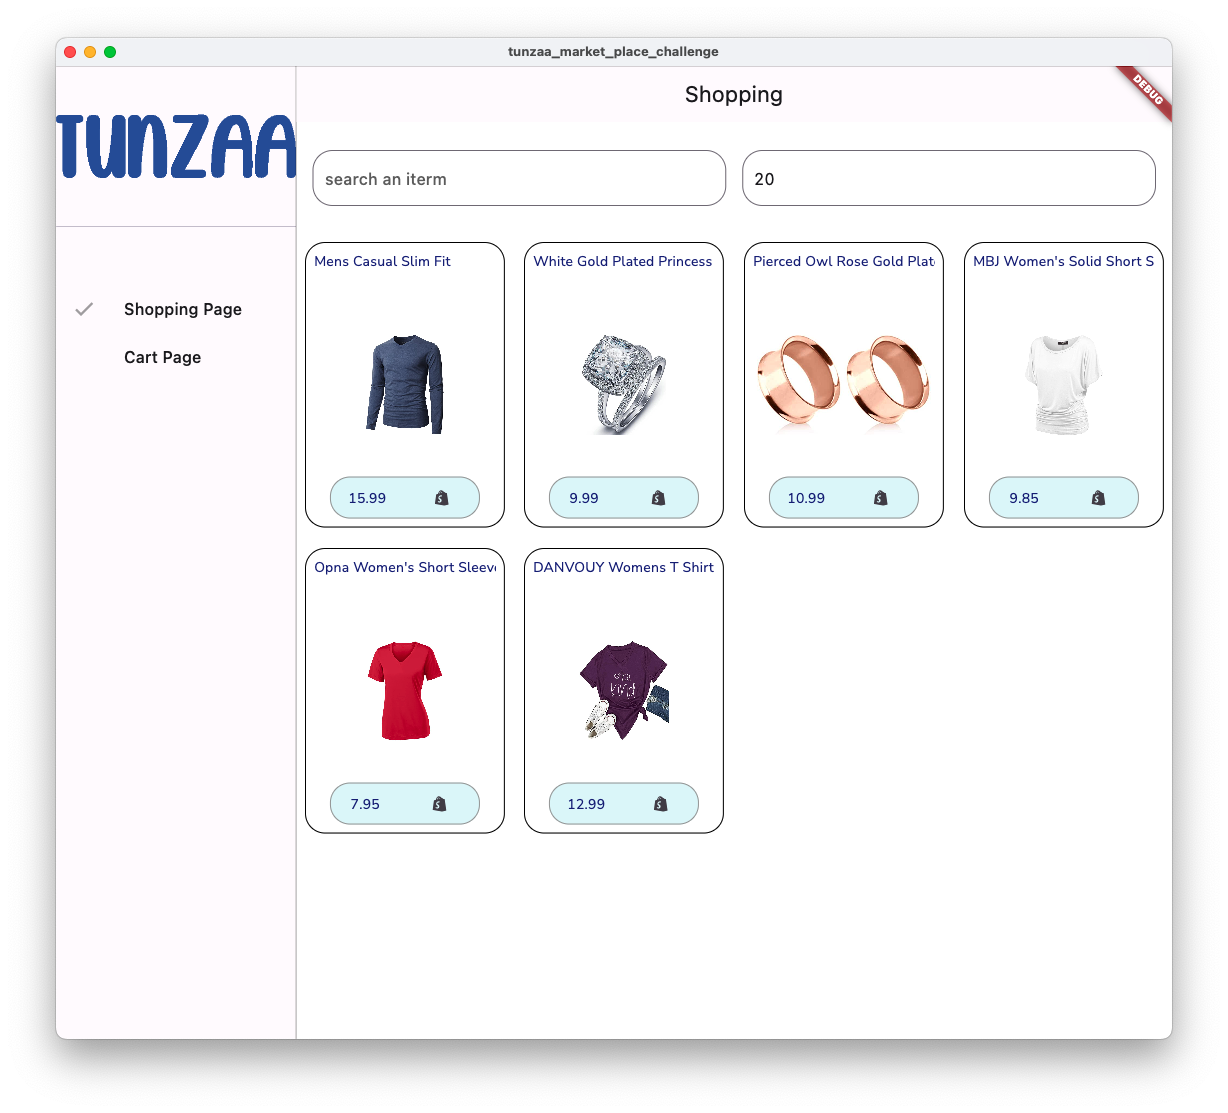 tunzaa_market_place_challenge
DEBUG
TUNZAA
Shopping
search an iterm
20
Shopping Page
Cart Page
Mens Casual Slim Fit
White Gold Plated Princess
Pierced Owl Rose Gold Plat
MBJ Women's Solid Short S
15.99
9.99
10.99
9.85
Opna Women's Short Sleeve
DANVOUY Womens T Shirt
7.95
12.99